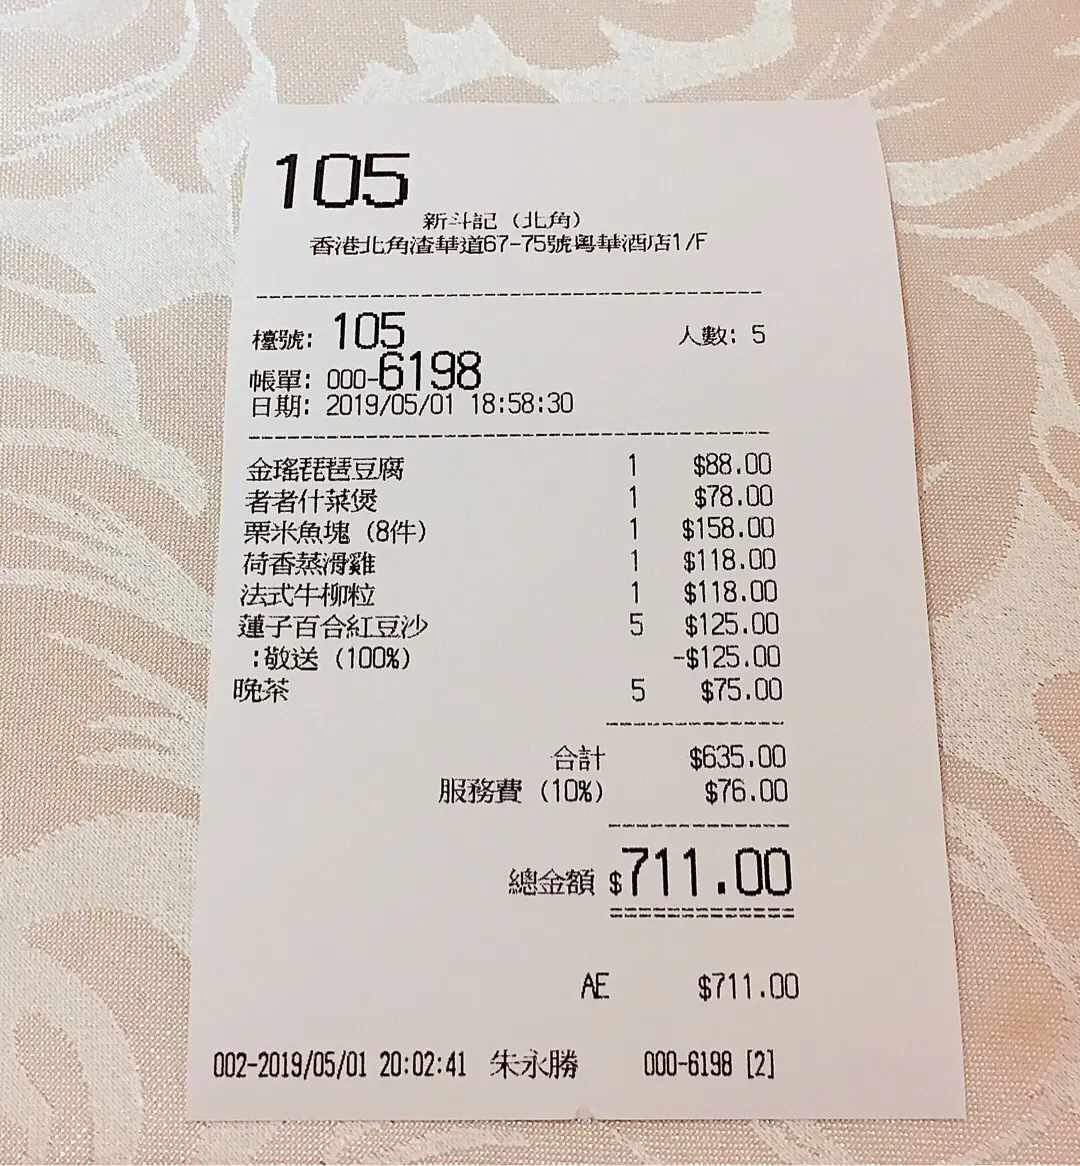 105
新斗記 (北角)
香港北角渣華道67-75號粵華酒店1/F
檯號: 105 人數: 5
帳單: 000-6198
日期: 2019/05/01 18:58:30
金瑤琵琶豆腐 1 $88.00
者者什菜煲 1 $78.00
栗米魚塊 (8件) 1 $158.00
荷香蒸滑雞 1 $118.00
法式牛柳粒 1 $118.00
蓮子百合紅豆沙 5 $125.00
:敬送 (100%) -$125.00
晚茶 5 $75.00
合計 $635.00
服務費 (10%) $76.00
總金額 $711.00
AE $711.00
002-2019/05/01 20:02:41 朱永勝 000-6198 [2]